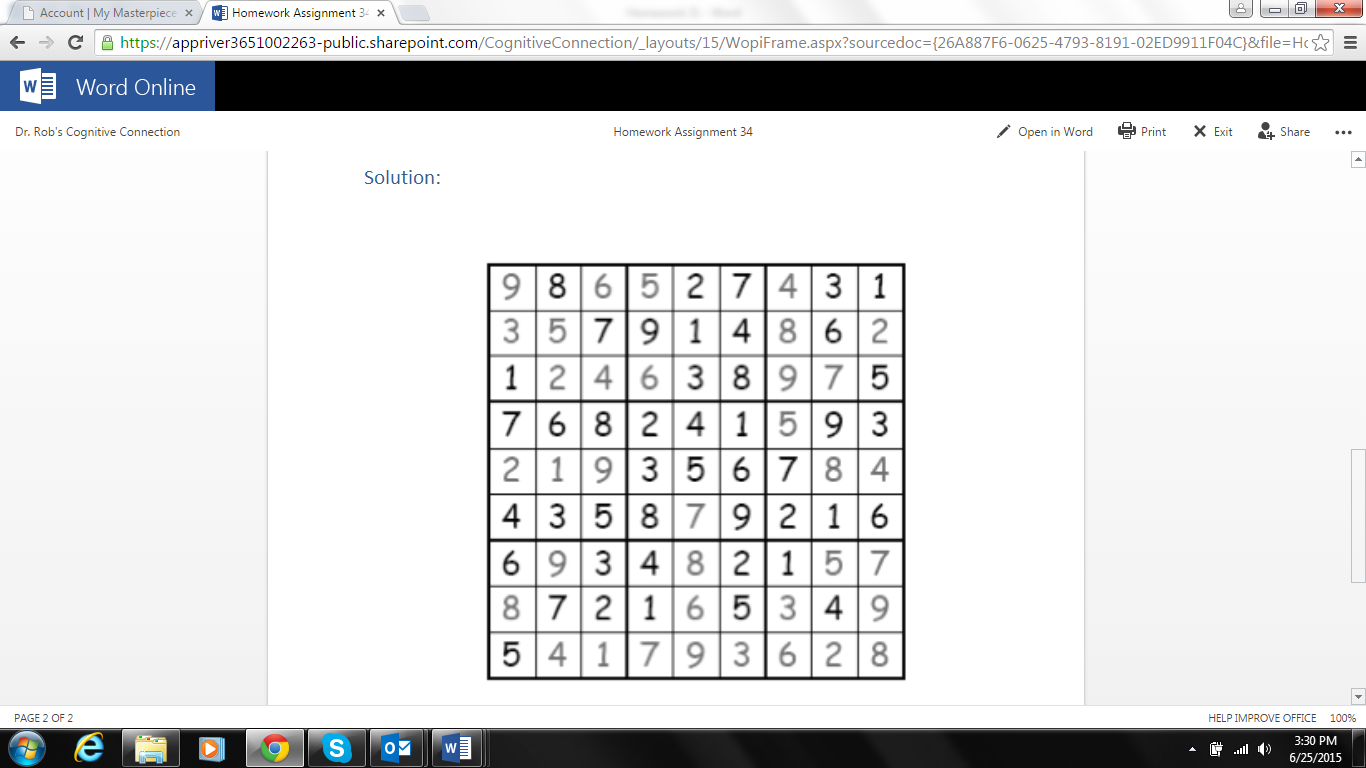 Account | My Masterpiece
Homework Assignment 34
https://appriver3651002263-public.sharepoint.com/CognitiveConnection/_layouts/15/WopiFrame.aspx?sourcedoc={26A887F6-0625-4793-8191-02ED9911F04C}&file=Ho
Word Online
Dr. Rob's Cognitive Connection
Homework Assignment 34
Open in Word
Print
Exit
Share
Solution:
9 8 6 5 2 7 4 3 1
3 5 7 9 1 4 8 6 2
1 2 4 6 3 8 9 7 5
7 6 8 2 4 1 5 9 3
2 1 9 3 5 6 7 8 4
4 3 5 8 7 9 2 1 6
6 9 3 4 8 2 1 5 7
8 7 2 1 6 5 3 4 9
5 4 1 7 9 3 6 2 8
PAGE 2 OF 2
HELP IMPROVE OFFICE 100%
3:30 PM
6/25/2015